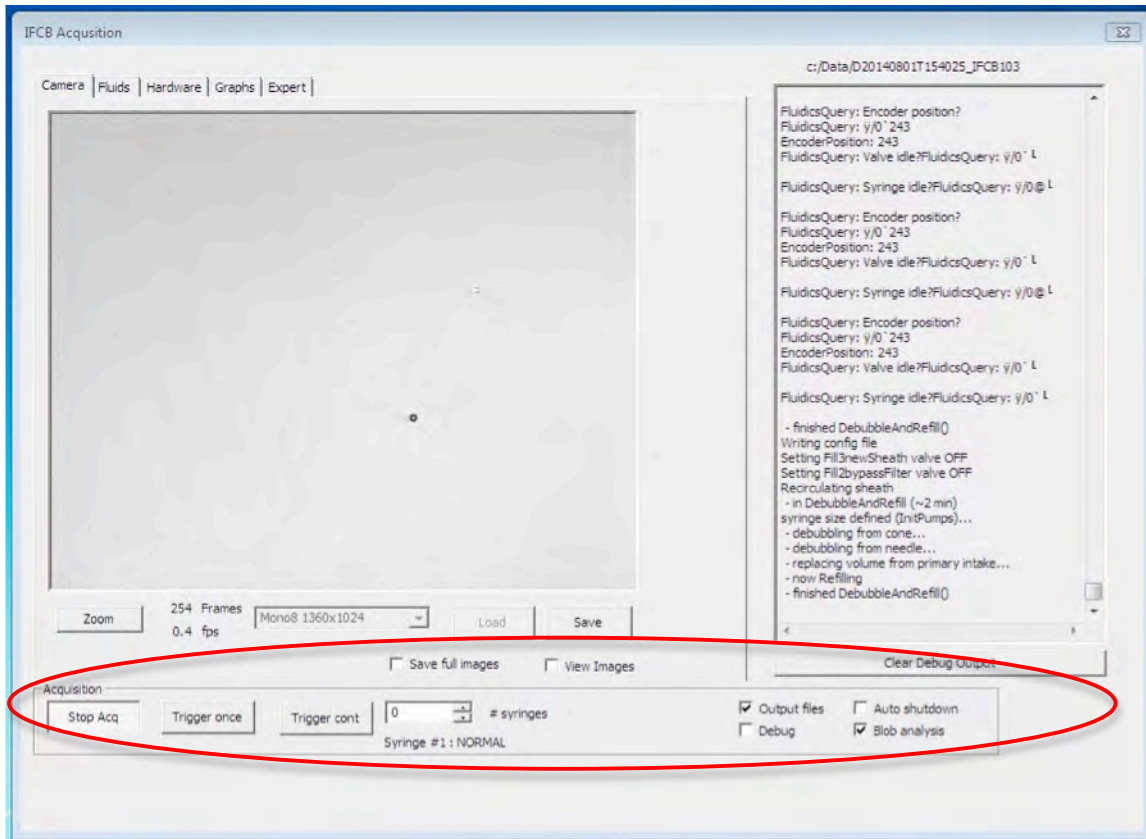 IFCB Acqusition
c:/Data/D20140801T154025_IFCB103
Camera Fluids Hardware Graphs Expert
FluidicsQuery: Encoder position?
FluidicsQuery: ÿ/0`243
EncoderPosition: 243
FluidicsQuery: Valve idle?FluidicsQuery: ÿ/0` └
FluidicsQuery: Syringe idle?FluidicsQuery: ÿ/0@ └
FluidicsQuery: Encoder position?
FluidicsQuery: ÿ/0`243
EncoderPosition: 243
FluidicsQuery: Valve idle?FluidicsQuery: ÿ/0` └
FluidicsQuery: Syringe idle?FluidicsQuery: ÿ/0@ └
FluidicsQuery: Encoder position?
FluidicsQuery: ÿ/0`243
EncoderPosition: 243
FluidicsQuery: Valve idle?FluidicsQuery: ÿ/0` └
FluidicsQuery: Syringe idle?FluidicsQuery: ÿ/0` └
- finished DebubbleAndRefill()
Writing config file
Setting Fill3newSheath valve OFF
Setting Fill2bypassFilter valve OFF
Recirculating sheath
- in DebubbleAndRefill (~2 min)
syringe size defined (InitPumps)...
- debubbling from cone...
- debubbling from needle...
- replacing volume from primary intake...
- now Refilling
- finished DebubbleAndRefill()
Clear Debug Output
Zoom
254 Frames
0.4 fps
Mono8 1360x1024
Load
Save
Save full images
View Images
Acquisition
Stop Acq
Trigger once
Trigger cont
0
# syringes
Syringe #1 : NORMAL
Output files
Auto shutdown
Debug
Blob analysis